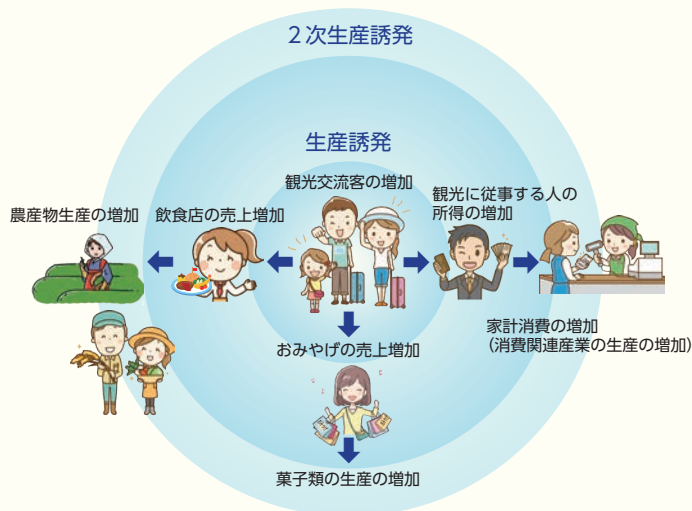 2次生産誘発
生産誘発
観光交流客の増加
農産物生産の増加
飲食店の売上増加
観光に従事する人の
所得の増加
家計消費の増加
(消費関連産業の生産の増加)
おみやげの売上増加
菓子類の生産の増加